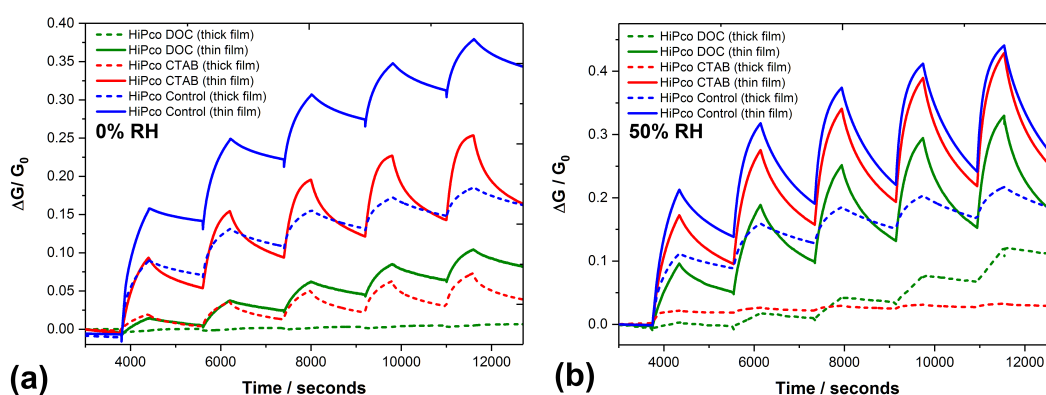 0.40
0.35
0.30
0.25
0.20
0.15
0.10
0.05
0.00
ΔG/ G0
HiPco DOC (thick film)
HiPco DOC (thin film)
HiPco CTAB (thick film)
HiPco CTAB (thin film)
HiPco Control (thick film)
HiPco Control (thin film)
0% RH
4000
6000
8000
10000
12000
Time / seconds
(a)
0.4
0.3
0.2
0.1
0.0
ΔG / G0
HiPco DOC (thick film)
HiPco DOC (thin film)
HiPco CTAB (thick film)
HiPco CTAB (thin film)
HiPco Control (thick film)
HiPco Control (thin film)
50% RH
4000
6000
8000
10000
12000
Time / seconds
(b)